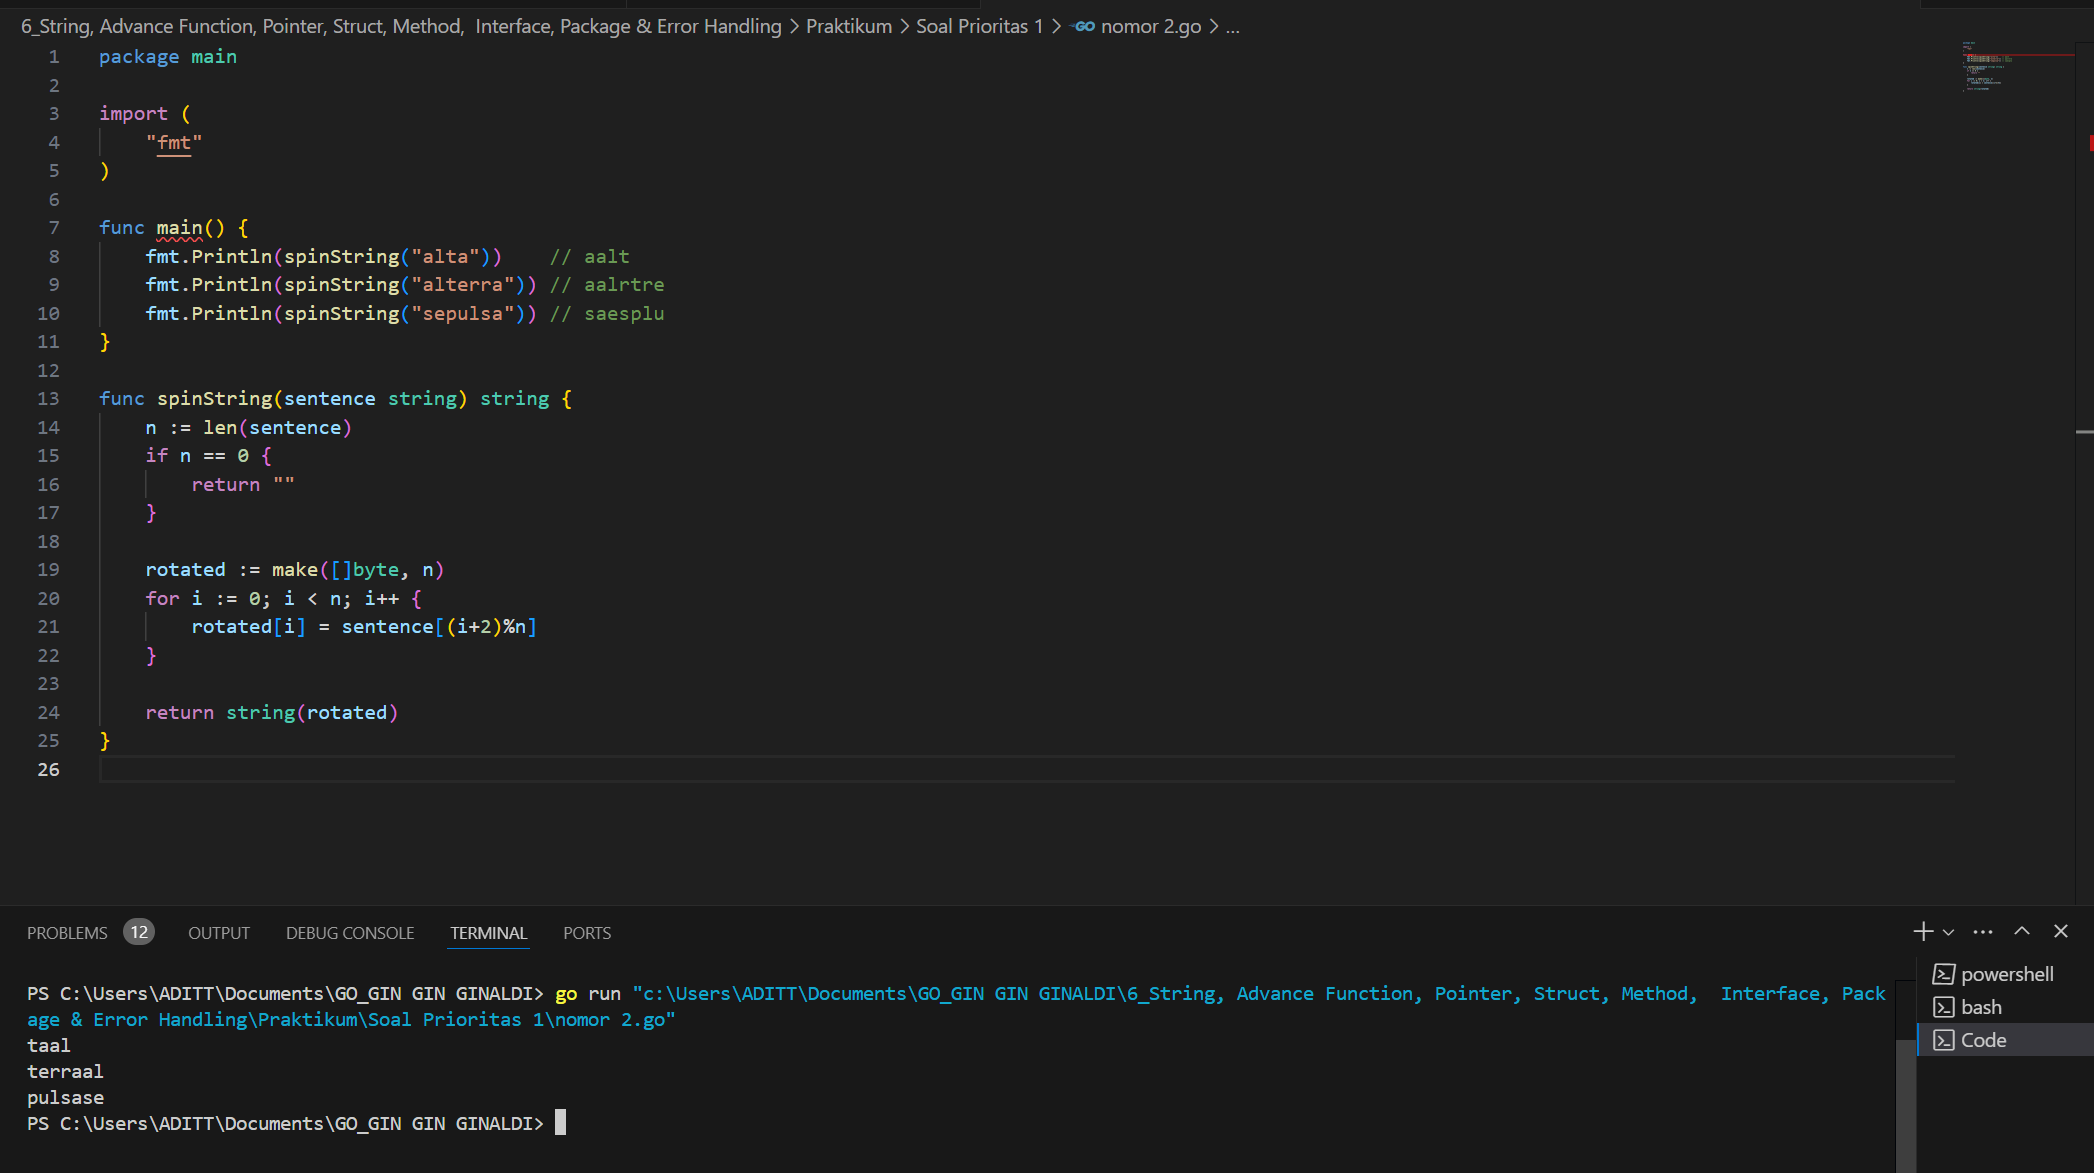 6_String, Advance Function, Pointer, Struct, Method,  Interface, Package & Error Handling > Praktikum > Soal Prioritas 1 > GO nomor 2.go > ...
1 package main
2
3 import (
4     "fmt"
5 )
6
7 func main() {
8     fmt.Println(spinString("alta"))    // aalt
9     fmt.Println(spinString("alterra")) // aalrtre
10     fmt.Println(spinString("sepulsa")) // saesplu
11 }
12
13 func spinString(sentence string) string {
14     n := len(sentence)
15     if n == 0 {
16         return ""
17     }
18
19     rotated := make([]byte, n)
20     for i := 0; i < n; i++ {
21         rotated[i] = sentence[(i+2)%n]
22     }
23
24     return string(rotated)
25 }
26
PROBLEMS 12 OUTPUT DEBUG CONSOLE TERMINAL PORTS
PS C:\Users\ADITT\Documents\GO_GIN GIN GINALDI> go run "c:\Users\ADITT\Documents\GO_GIN GIN GINALDI\6_String, Advance Function, Pointer, Struct, Method,  Interface, Pack
age & Error Handling\Praktikum\Soal Prioritas 1\nomor 2.go"
taal
terraal
pulsase
PS C:\Users\ADITT\Documents\GO_GIN GIN GINALDI>
powershell
bash
Code